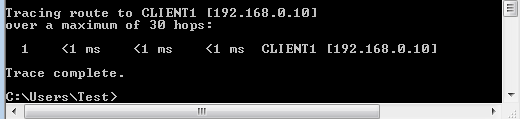 Tracing route to CLIENT1 [192.168.0.10]
over a maximum of 30 hops:
1 <1 ms <1 ms <1 ms CLIENT1 [192.168.0.10]
Trace complete.
C:\Users\Test>